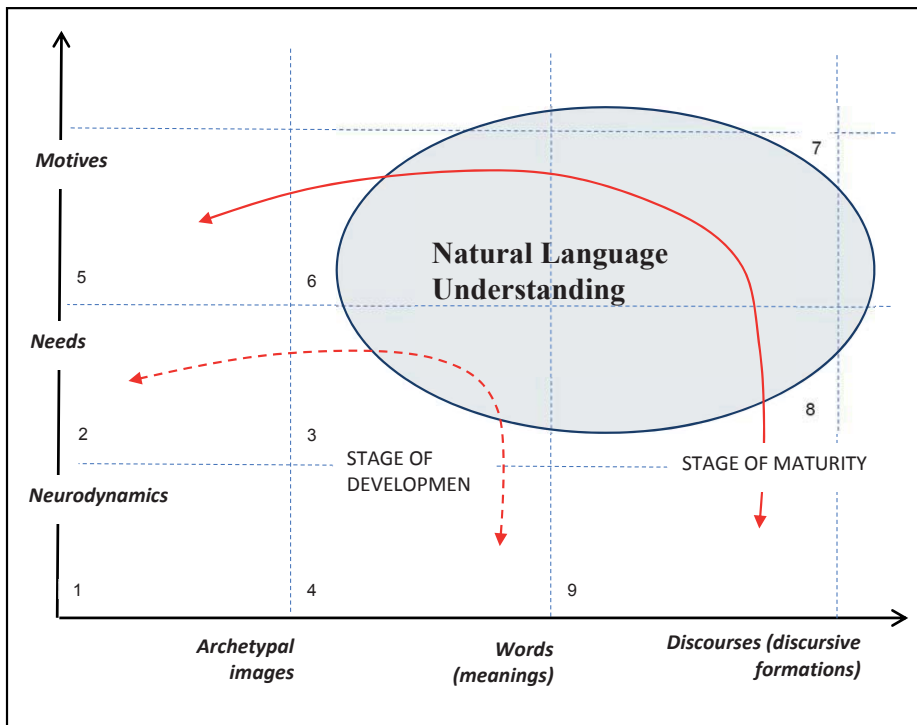 7
Motives
Natural Language
Understanding
5
6
Needs
8
2
3
STAGE OF
DEVELOPMEN
STAGE OF MATURITY
Neurodynamics
1
4
9
Archetypal
images
Words
(meanings)
Discourses (discursive
formations)